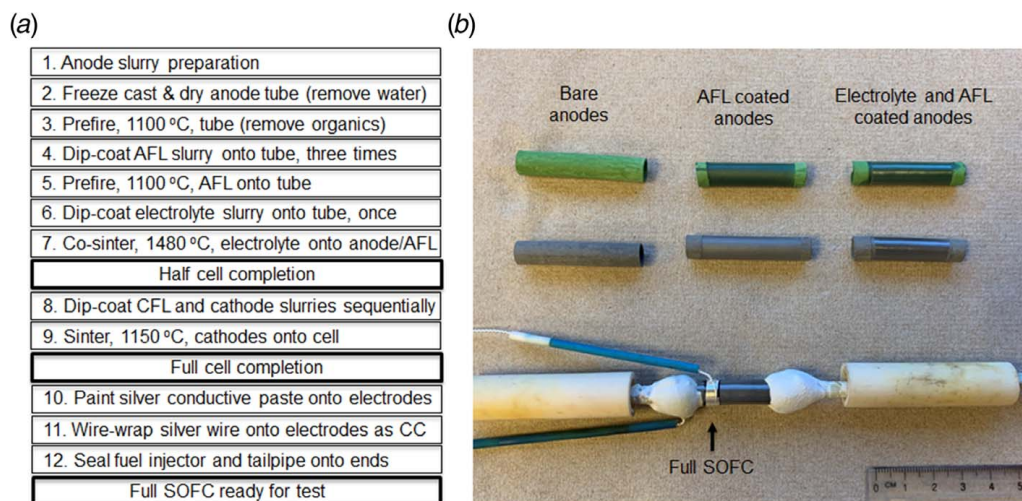 (a)
1. Anode slurry preparation
2. Freeze cast & dry anode tube (remove water)
3. Prefire, 1100 ºC, tube (remove organics)
4. Dip-coat AFL slurry onto tube, three times
5. Prefire, 1100 ºC, AFL onto tube
6. Dip-coat electrolyte slurry onto tube, once
7. Co-sinter, 1480 ºC, electrolyte onto anode/AFL
Half cell completion
8. Dip-coat CFL and cathode slurries sequentially
9. Sinter, 1150 ºC, cathodes onto cell
Full cell completion
10. Paint silver conductive paste onto electrodes
11. Wire-wrap silver wire onto electrodes as CC
12. Seal fuel injector and tailpipe onto ends
Full SOFC ready for test
(b)
Bare
anodes
AFL coated
anodes
Electrolyte and AFL
coated anodes
Full SOFC
0 CM 1 2 3 4 5